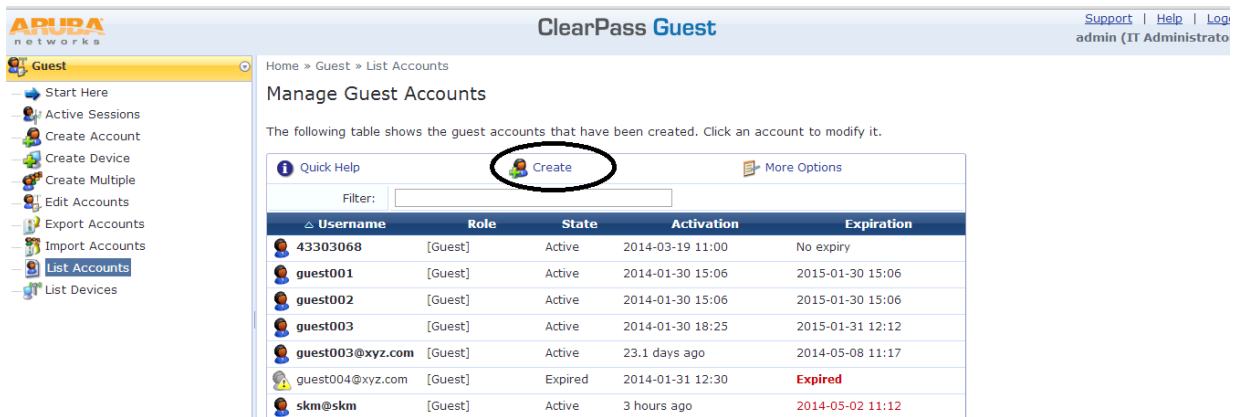 ARUBA networks
ClearPass Guest
Support | Help |
admin (IT
Guest
Start Here
Active Sessions
Create Account
Create Device
Create Multiple
Edit Accounts
Export Accounts
Import Accounts
List Accounts
List Devices
Home » Guest » List Accounts
Manage Guest Accounts
The following table shows the guest accounts that have been created. Click an account to modify it.
Quick Help Create More Options
Filter:
Username Role State Activation Expiration
43303068 [Guest] Active 2014-03-19 11:00 No expiry
guest001 [Guest] Active 2014-01-30 15:06 2015-01-30 15:06
guest002 [Guest] Active 2014-01-30 15:06 2015-01-30 15:06
guest003 [Guest] Active 2014-01-30 18:25 2015-01-31 12:12
guest003@xyz.com [Guest] Active 23.1 days ago 2014-05-08 11:17
guest004@xyz.com [Guest] Expired 2014-01-31 12:30 Expired
skm@skm [Guest] Active 3 hours ago 2014-05-02 11:12